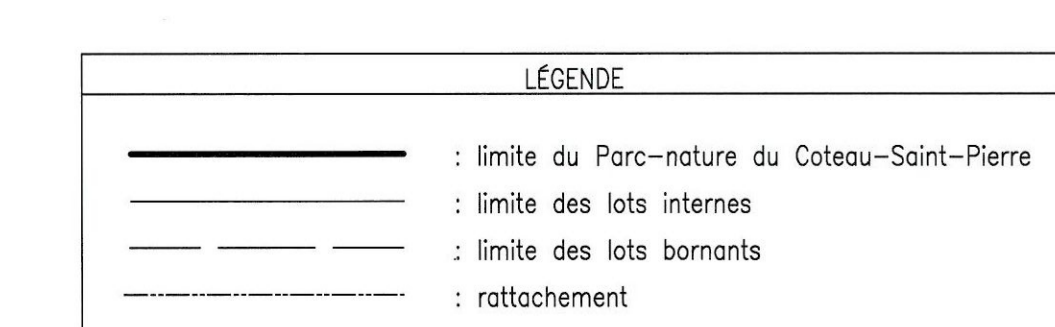 LÉGENDE
: limite du Parc-nature du Coteau-Saint-Pierre
: limite des lots internes
: limite des lots bornants
: rattachement